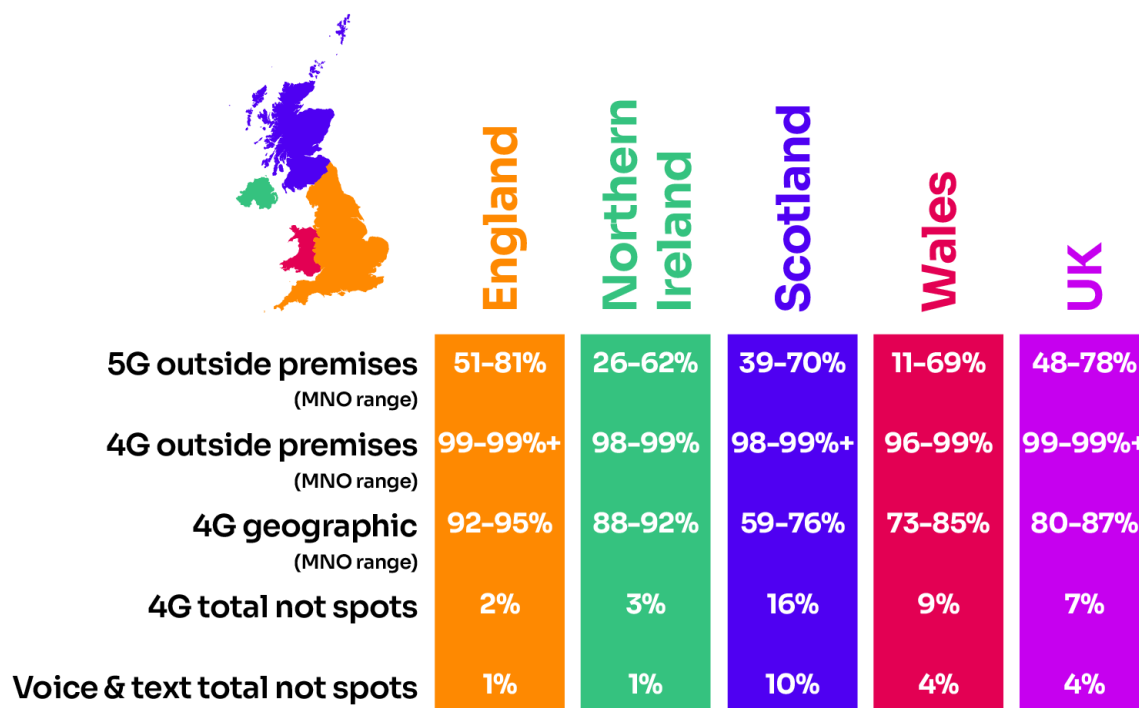 England
Northern
Ireland
Scotland
Wales
UK
5G outside premises 51–81% 26–62% 39–70% 11–69% 48–78%
(MNO range)
4G outside premises 99–99%+ 98–99% 98–99%+ 96–99% 99–99%+
(MNO range)
4G geographic 92–95% 88–92% 59–76% 73–85% 80–87%
(MNO range)
4G total not spots 2% 3% 16% 9% 7%
Voice & text total not spots 1% 1% 10% 4% 4%